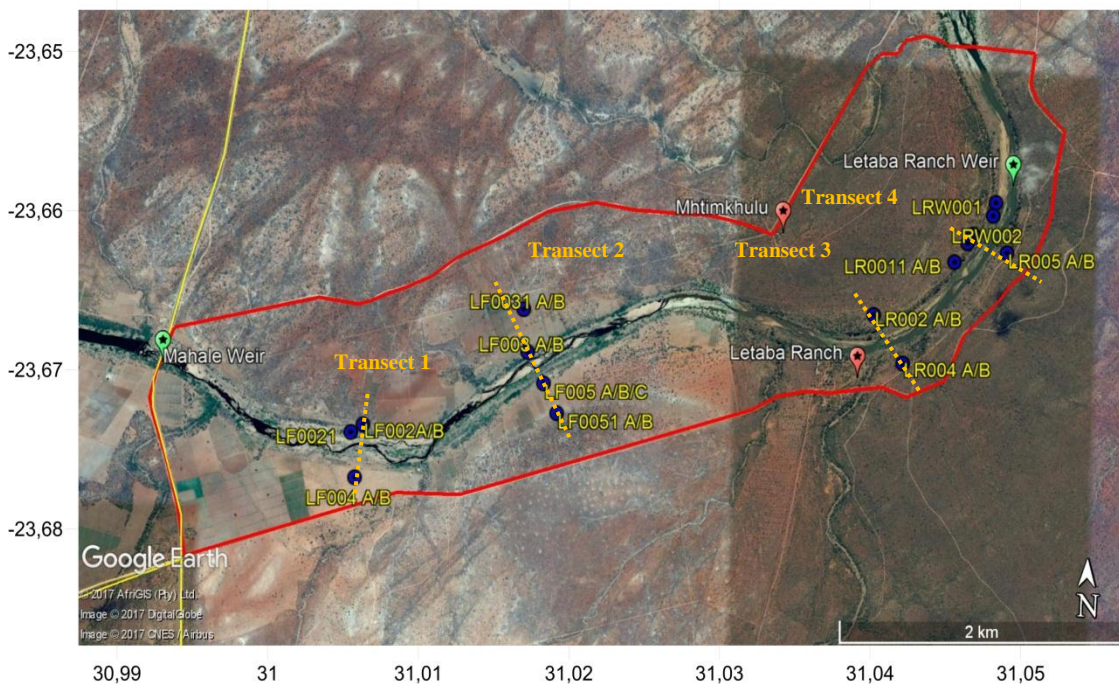 -23,65
-23,66
-23,67
-23,68
Letaba Ranch Weir
Mhtimkhulu
Transect 4
LRW001
Transect 2
Transect 3
LRW002
LR005 A/B
LR0011 A/B
LF0031 A/B
LR002 A/B
Mahale Weir
LF003 A/B
Transect 1
Letaba Ranch
LR004 A/B
LF005 A/B/C
LF0051 A/B
LF0021
LF002A/B
LF004 A/B
Google Earth
© 2017 AfriGIS (Pty) Ltd.
Image © 2017 DigitalGlobe
Image © 2017 CNES / Airbus
N
2 km
30,99
31
31,01
31,02
31,03
31,04
31,05